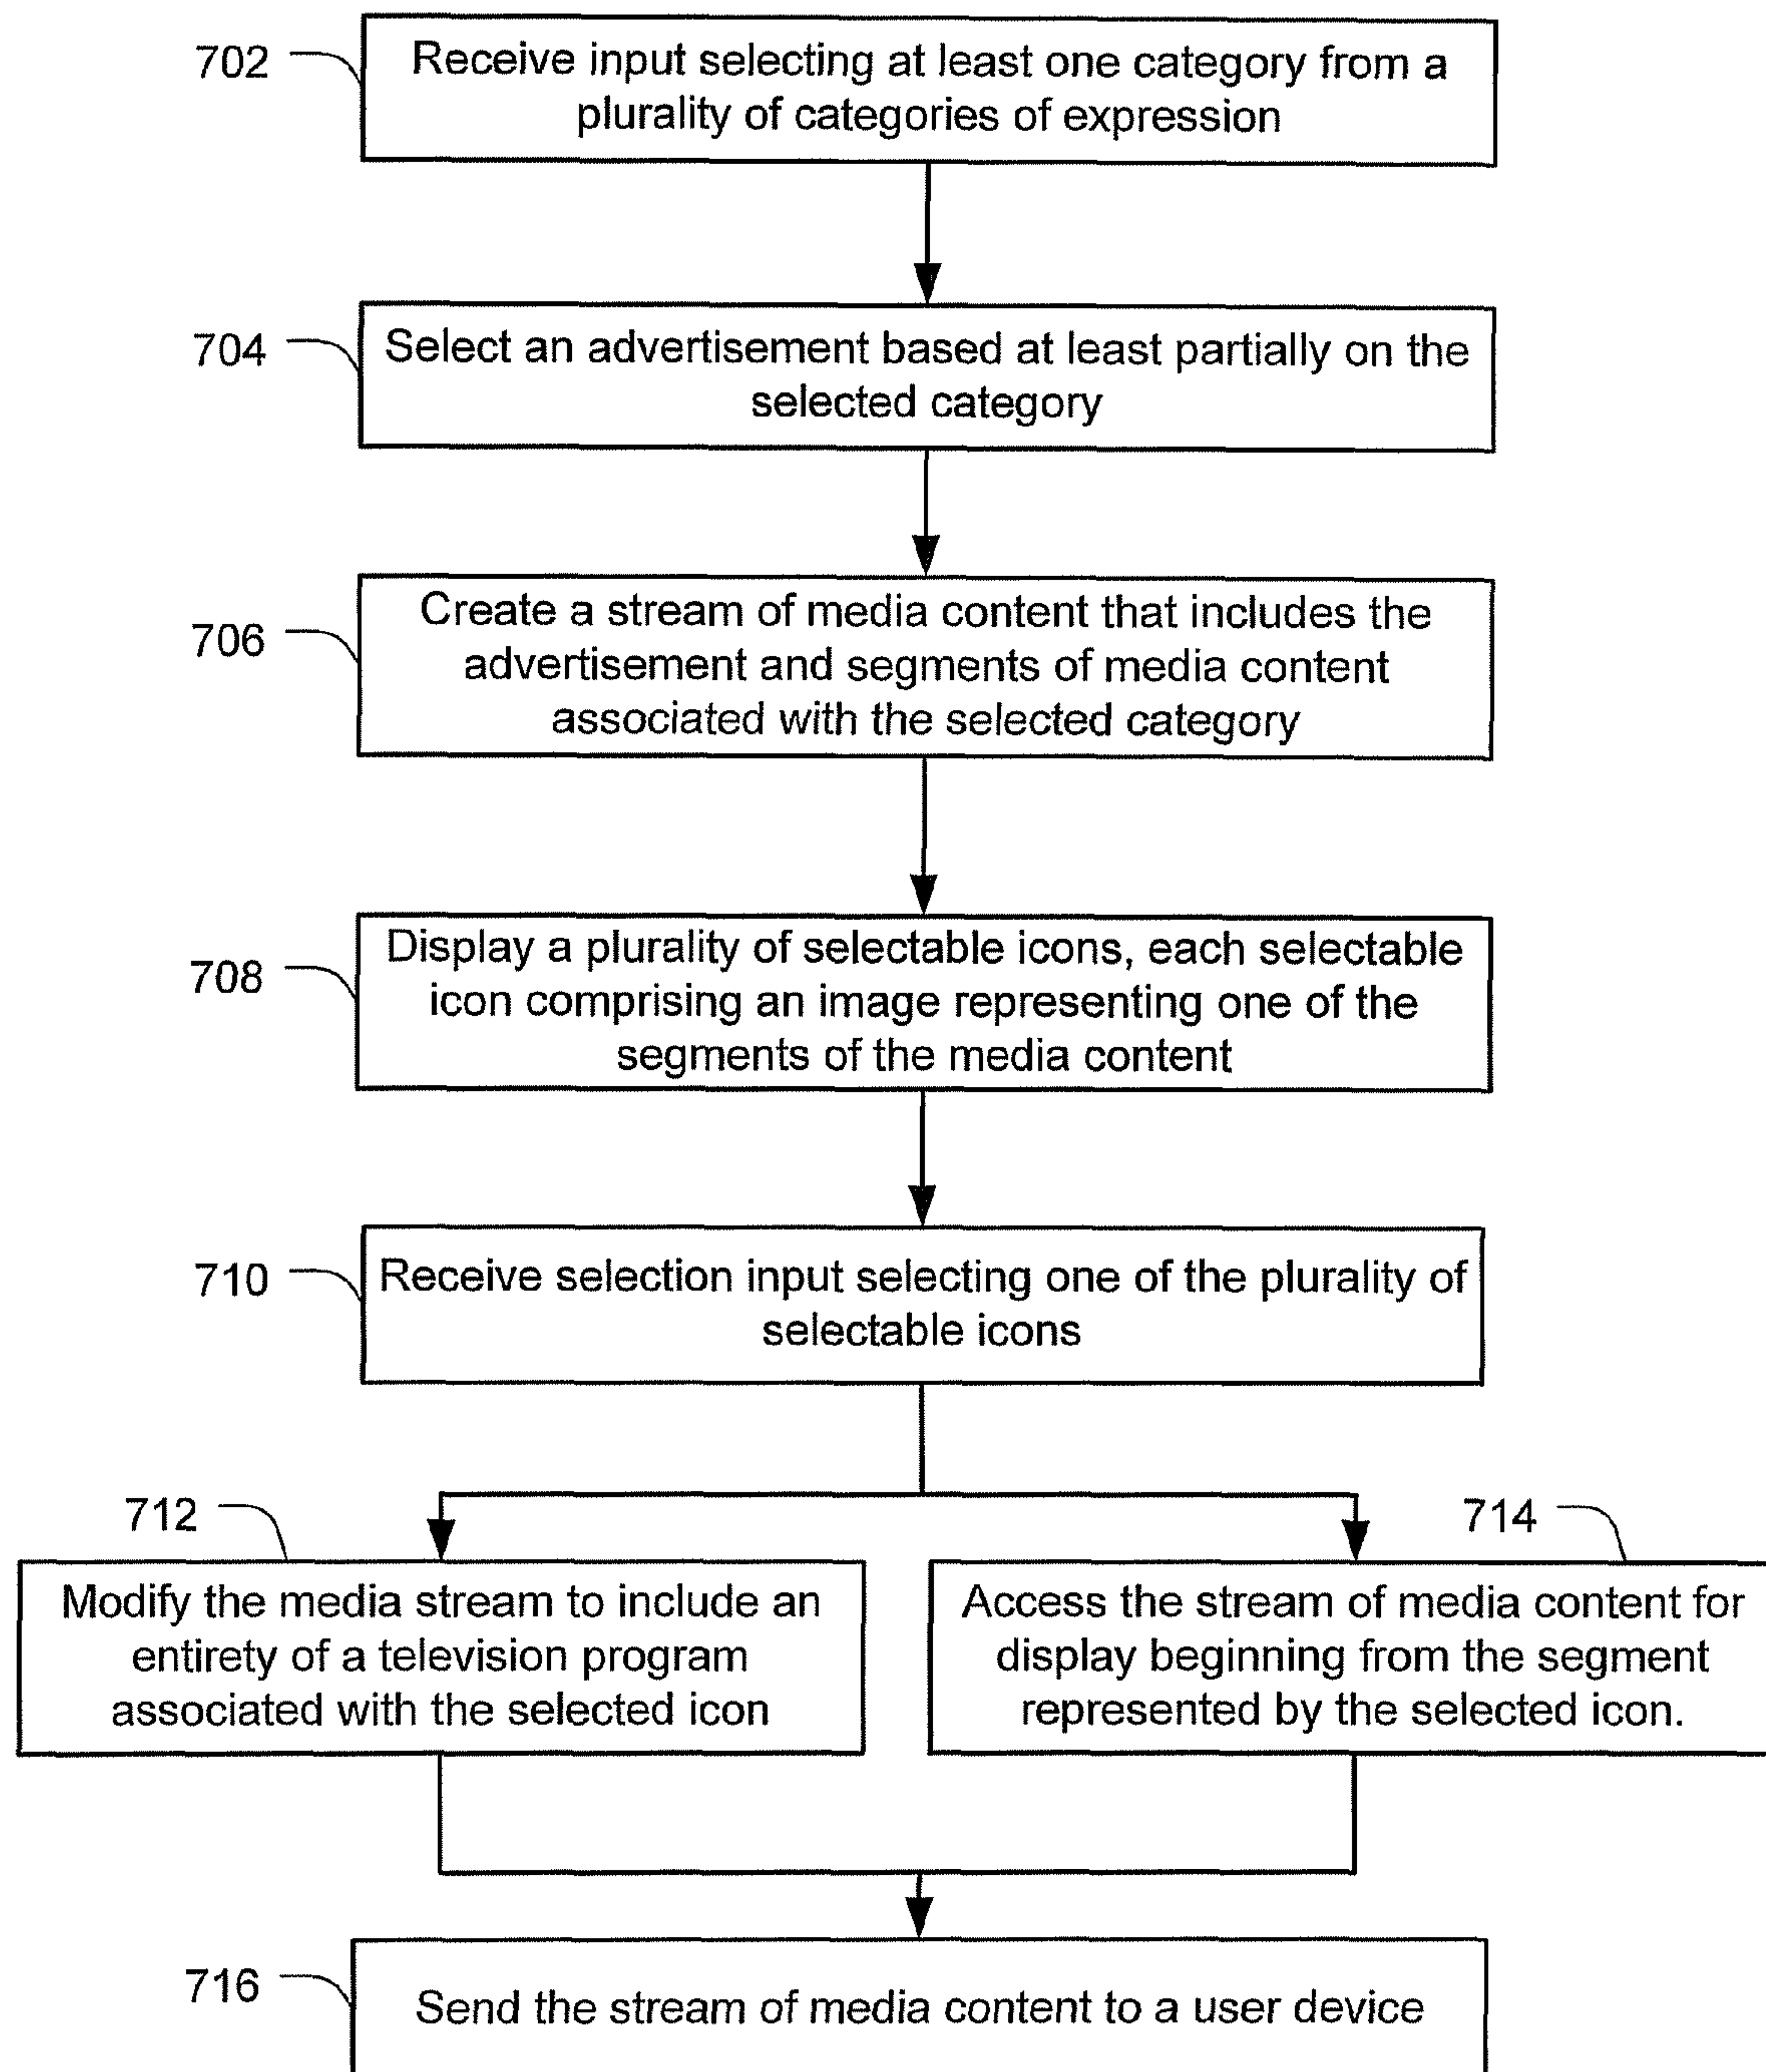 702
Receive input selecting at least one category from a
plurality of categories of expression
704
Select an advertisement based at least partially on the
selected category
706
Create a stream of media content that includes the
advertisement and segments of media content
associated with the selected category
708
Display a plurality of selectable icons, each selectable
icon comprising an image representing one of the
segments of the media content
710
Receive selection input selecting one of the plurality of
selectable icons
712
Modify the media stream to include an
entirety of a television program
associated with the selected icon
714
Access the stream of media content for
display beginning from the segment
represented by the selected icon.
716
Send the stream of media content to a user device